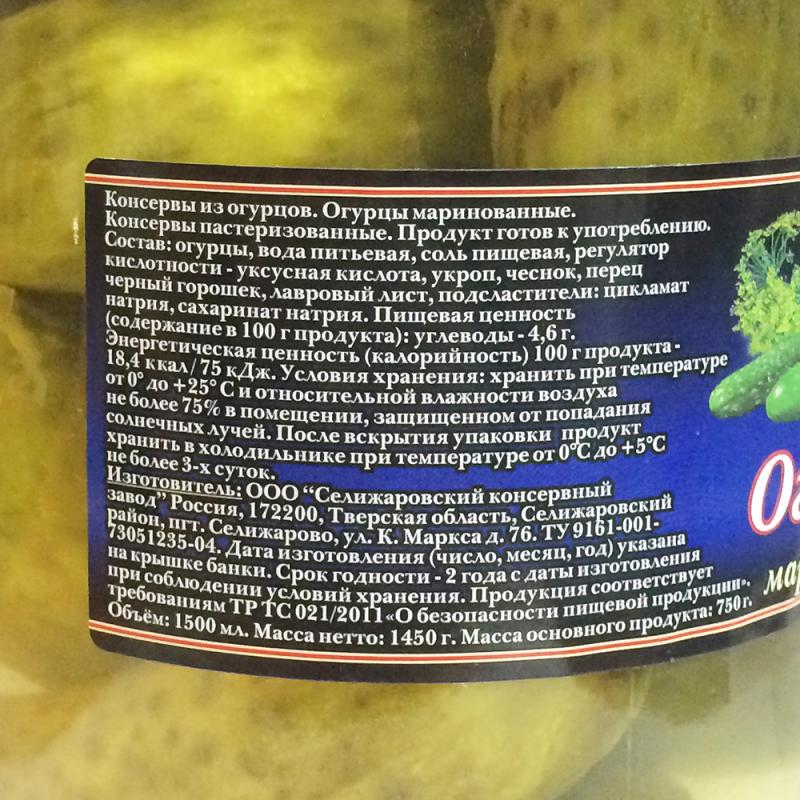 Консервы из огурцов. Огурцы маринованные.
Консервы пастеризованные. Продукт готов к употреблению.
Состав: огурцы, вода питьевая, соль пищевая, регулятор
кислотности - уксусная кислота, укроп, чеснок, перец
черный горошек, лавровый лист, подсластители: цикламат
натрия, сахаринат натрия. Пищевая ценность
(содержание в 100 г продукта): углеводы - 4,6 г.
Энергетическая ценность (калорийность) 100 г продукта -
18,4 ккал/ 75 кДж. Условия хранения: хранить при температуре
от 0° до +25° С и относительной влажности воздуха
не более 75% в помещении, защищенном от попадания
солнечных лучей. После вскрытия упаковки продукт
хранить в холодильнике при температуре от 0°С до +5°С
не более 3-х суток.
Изготовитель: ООО “Селижаровский консервный
завод” Россия, 172200, Тверская область, Селижаровский
район, пгт. Селижарово, ул. К. Маркса д. 76. ТУ 9161-001-
73051235-04. Дата изготовления (число, месяц, год) указана
на крышке банки. Срок годности - 2 года с даты изготовления
при соблюдении условий хранения. Продукция соответствует
требованиям ТР ТС 021/2011 «О безопасности пищевой продукции».
Объём: 1500 мл. Масса нетто: 1450 г. Масса основного продукта: 750 г.